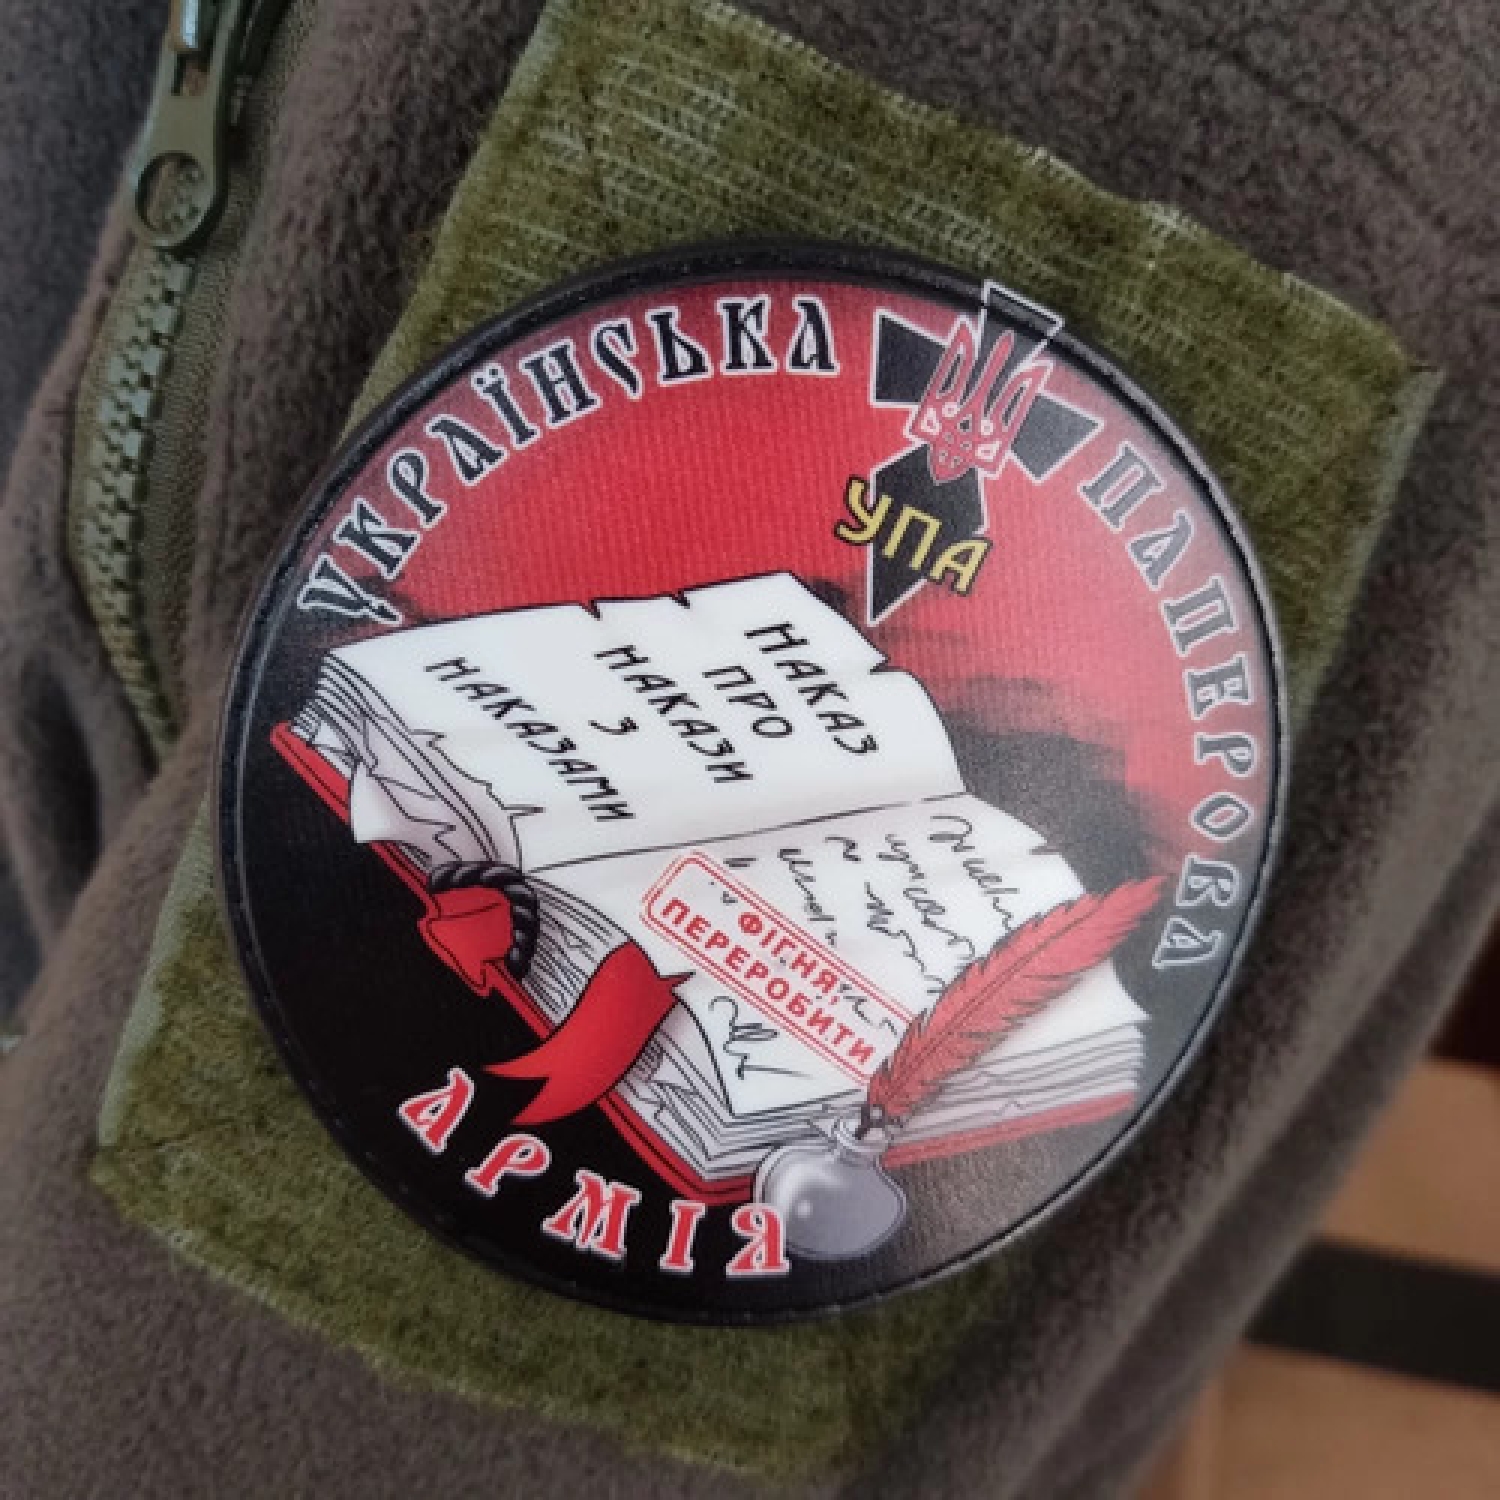 УКРАЇНСЬКА
ПАПЕРОВА
АРМІЯ
УПА
НАКАЗ
ПРО
НАКАЗИ
З
НАКАЗАМИ
ФІГНЯ,
ПЕРЕРОБИТИ